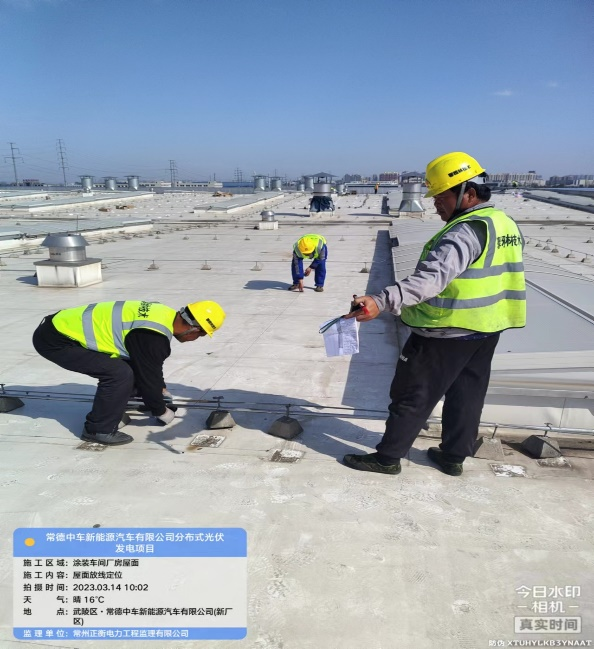 常德中车新能源汽车有限公司分布式光伏
发电项目
施工区域：涂装车间厂房屋面
施工内容：屋面放线定位
拍摄时间：2023.03.14 10:02
天　　气：晴 16℃
地　　点：武陵区·常德中车新能源汽车有限公司(新厂
区)
监理单位：常州正衡电力工程监理有限公司
今日水印
-相机-
真实时间
防伪 XTUHYLKB3YNAAT